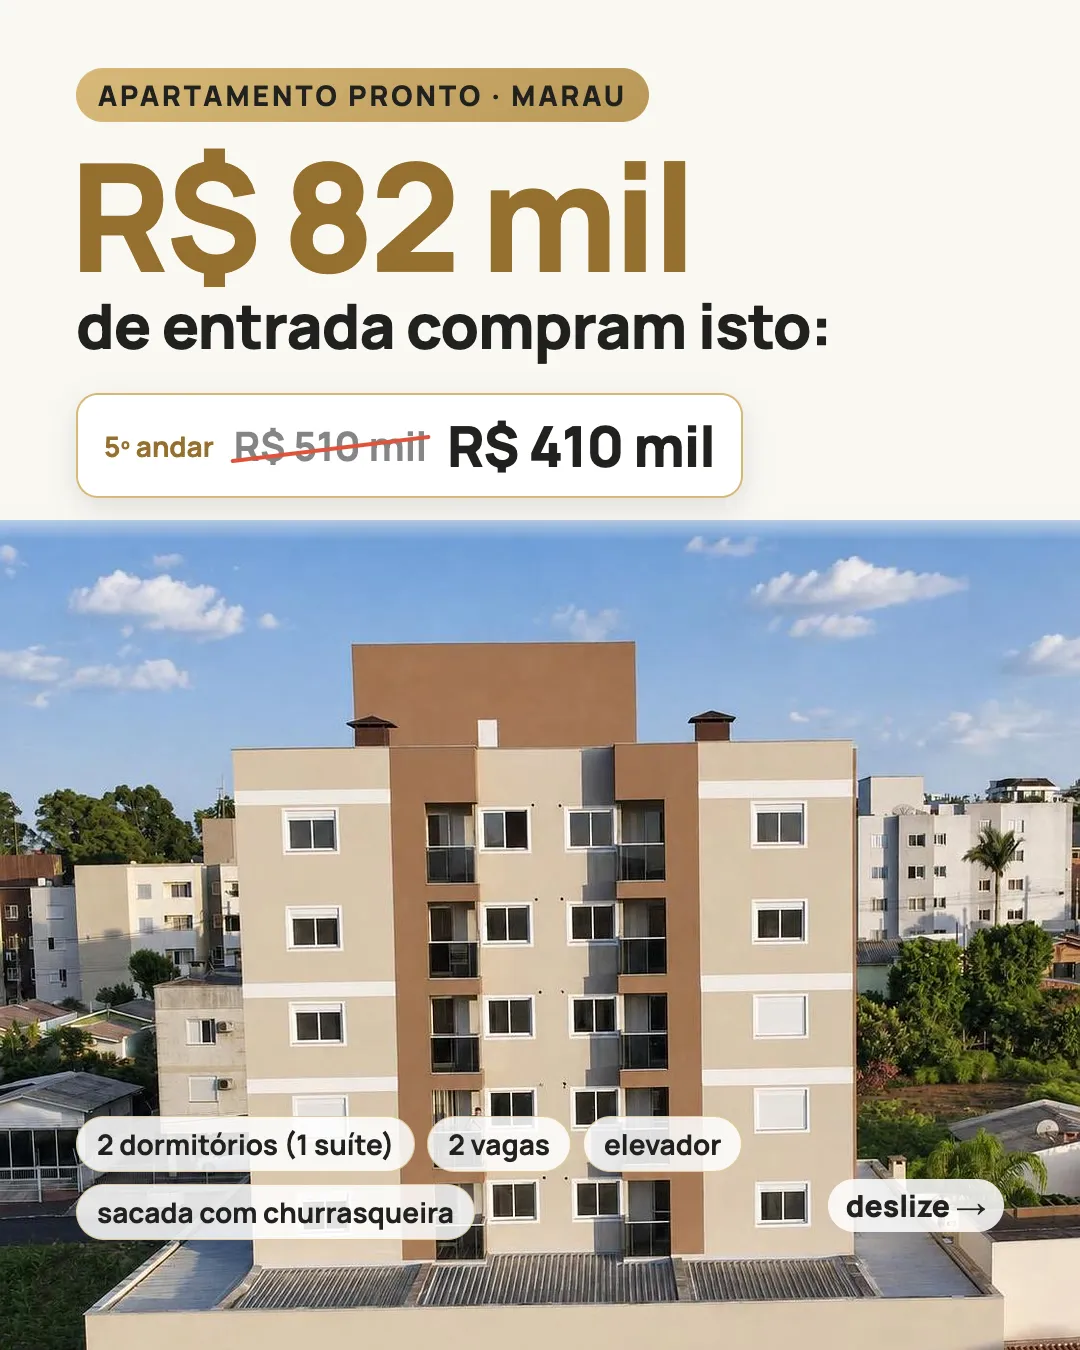 APARTAMENTO PRONTO · MARAU
R$ 82 mil
de entrada compram isto:
5º andar R$ 510 mil R$ 410 mil
2 dormitórios (1 suíte) 2 vagas elevador
sacada com churrasqueira
deslize →